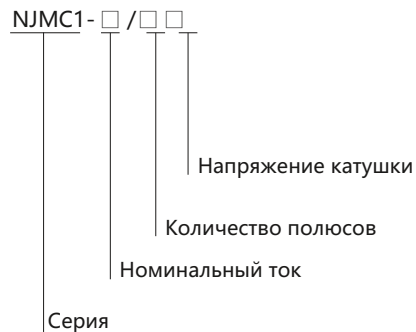 NJMC1- □ /□ □
Напряжение катушки
Количество полюсов
Номинальный ток
Серия